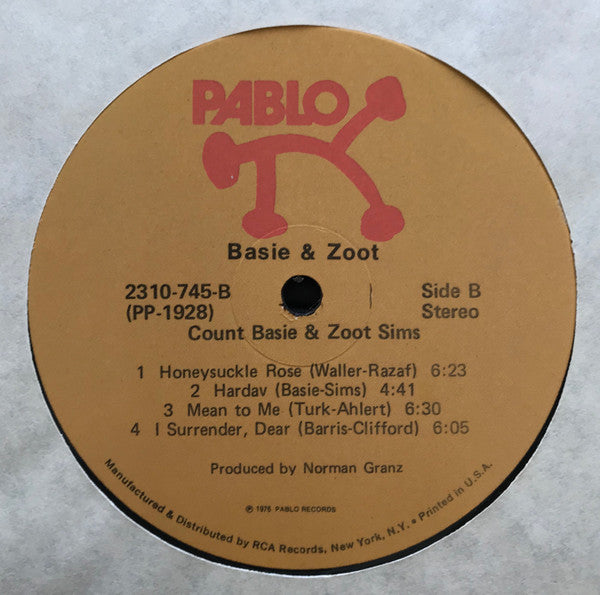 PABLO
Basie & Zoot
2310-745-B Side B
(PP-1928) Stereo
Count Basie & Zoot Sims
1 Honeysuckle Rose (Waller-Razaf) 6:23
2 Hardav (Basie-Sims) 4:41
3 Mean to Me (Turk-Ahlert) 6:30
4 I Surrender, Dear (Barris-Clifford) 6:05
Produced by Norman Granz
℗ 1976 PABLO RECORDS
Manufactured & Distributed by RCA Records, New York, N.Y. • Printed in U.S.A.